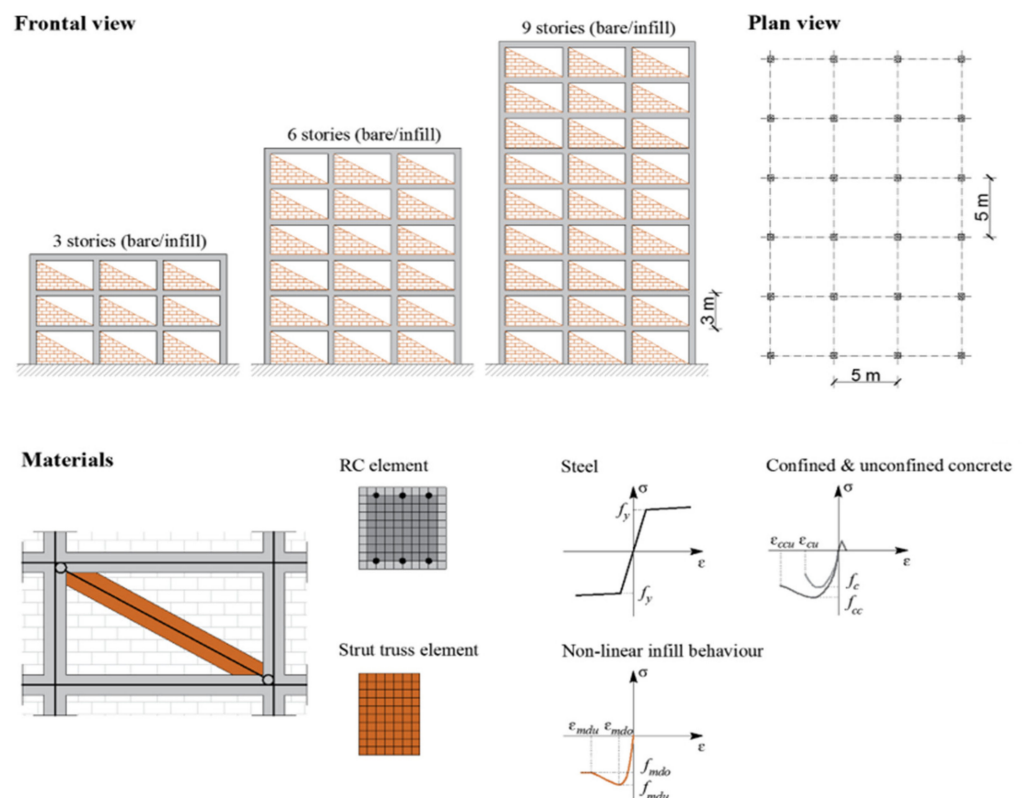 Frontal view
9 stories (bare/infill)
Plan view
6 stories (bare/infill)
3 stories (bare/infill)
5 m
3 m
5 m
Materials
RC element
Steel
Confined & unconfined concrete
σ
fy
ε
fy
σ
εccu εcu
ε
fc
fcc
Strut truss element
Non-linear infill behaviour
σ
εmdu εmdo
ε
fmdo
fmdu